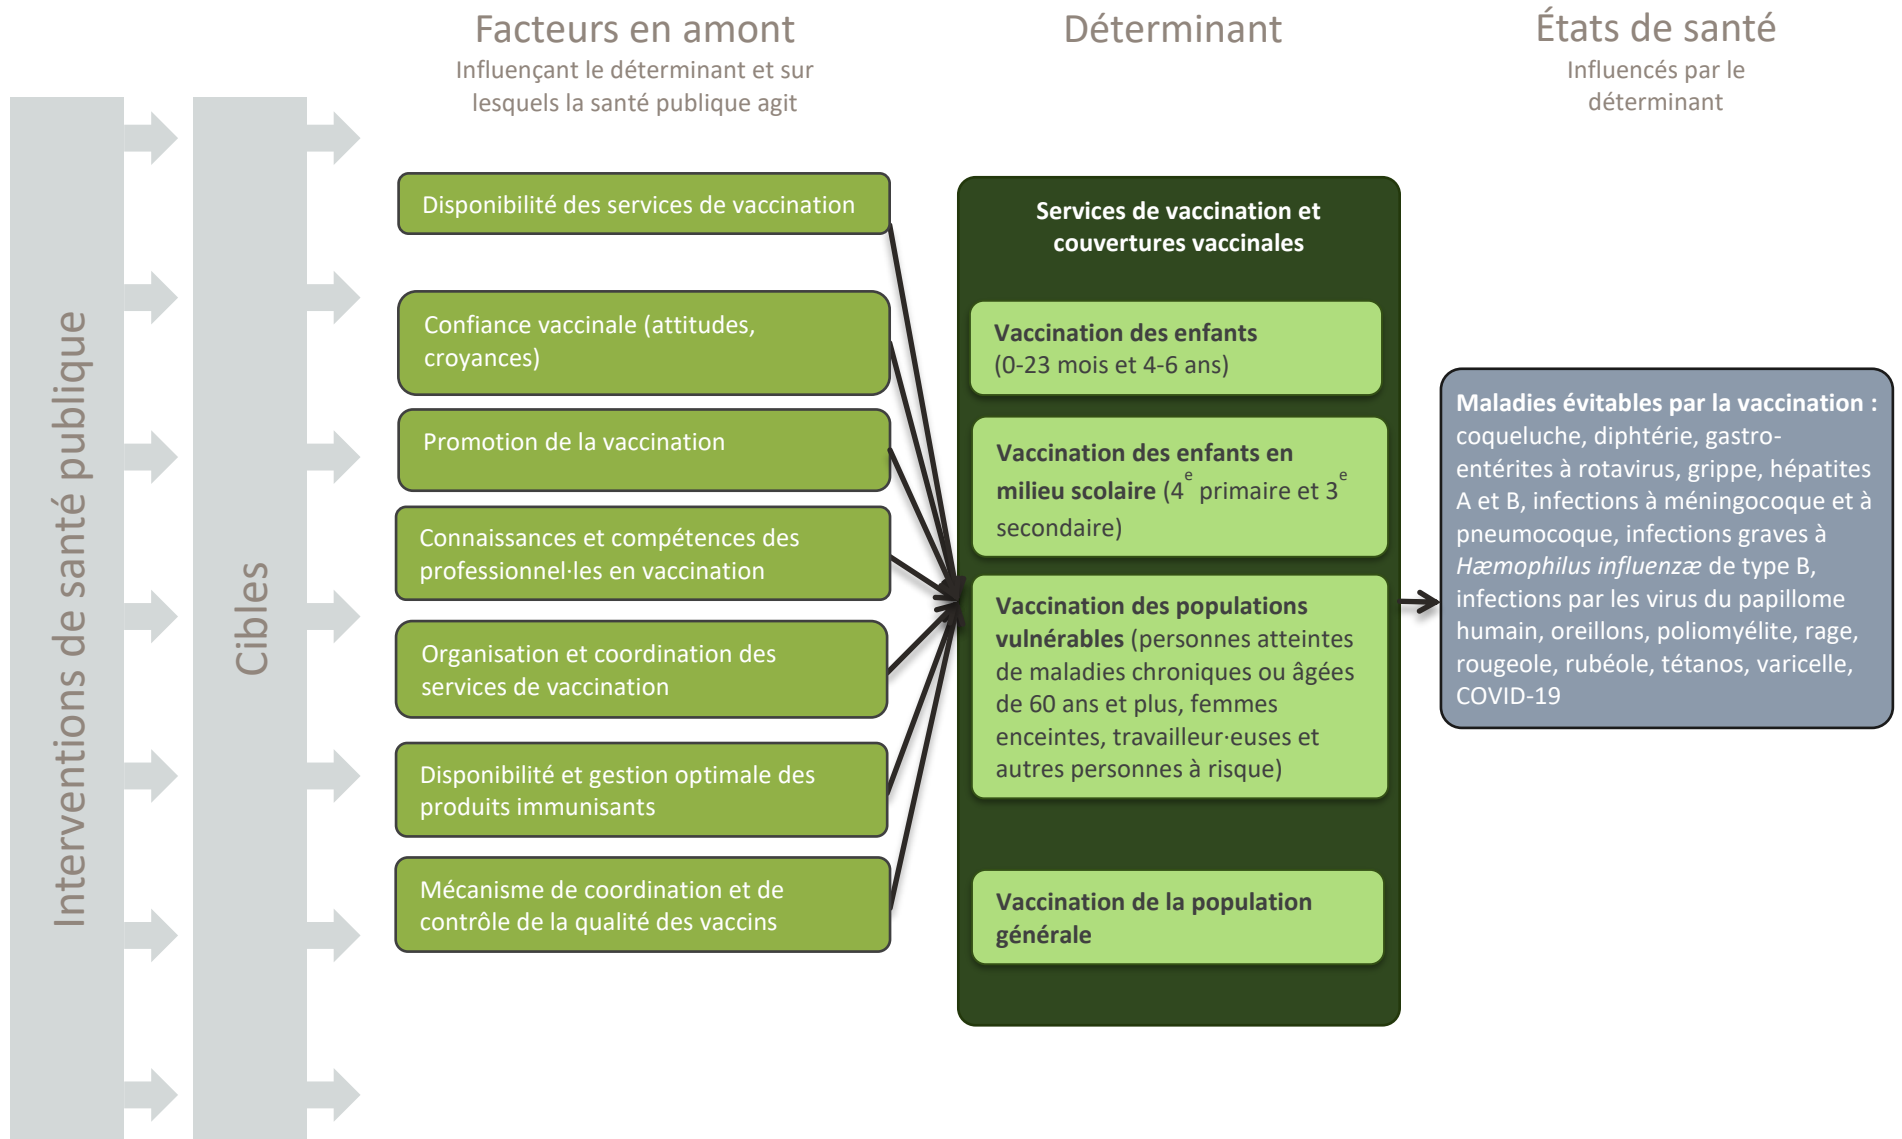 Facteurs en amont
Influençant le déterminant et sur
lesquels la santé publique agit
Déterminant
États de santé
Influencés par le
déterminant
Interventions de santé publique
Cibles
Disponibilité des services de vaccination
Confiance vaccinale (attitudes,
croyances)
Promotion de la vaccination
Connaissances et compétences des
professionnel·les en vaccination
Organisation et coordination des
services de vaccination
Disponibilité et gestion optimale des
produits immunisants
Mécanisme de coordination et de
contrôle de la qualité des vaccins
Services de vaccination et
couvertures vaccinales
Vaccination des enfants
(0-23 mois et 4-6 ans)
Vaccination des enfants en
milieu scolaire (4e primaire et 3e
secondaire)
Vaccination des populations
vulnérables (personnes atteintes
de maladies chroniques ou âgées
de 60 ans et plus, femmes
enceintes, travailleur·euses et
autres personnes à risque)
Vaccination de la population
générale
Maladies évitables par la vaccination :
coqueluche, diphtérie, gastro-
entérites à rotavirus, grippe, hépatites
A et B, infections à méningocoque et à
pneumocoque, infections graves à
Hæmophilus influenzæ de type B,
infections par les virus du papillome
humain, oreillons, poliomyélite, rage,
rougeole, rubéole, tétanos, varicelle,
COVID-19